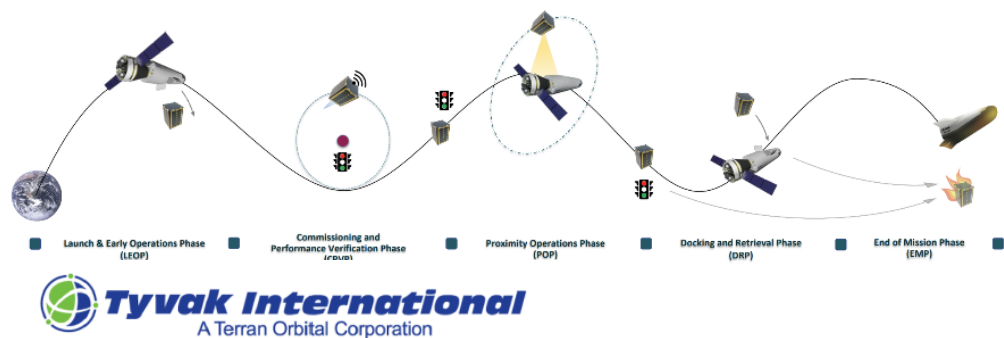 Launch & Early Operations Phase
(LEOP)
Commissioning and
Performance Verification Phase
(CPVP)
Proximity Operations Phase
(POP)
Docking and Retrieval Phase
(DRP)
End of Mission Phase
(EMP)
Tyvak International
A Terran Orbital Corporation